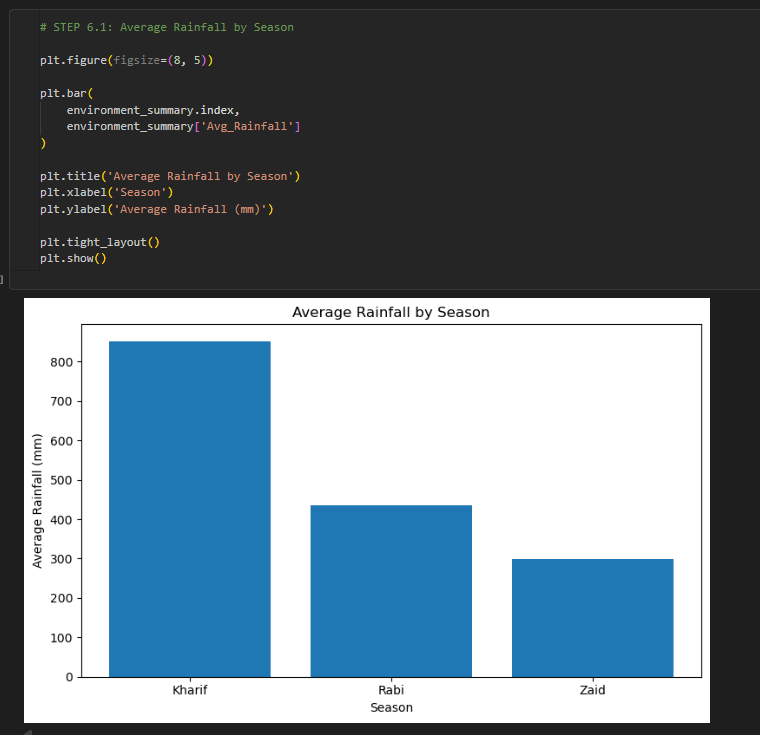 # STEP 6.1: Average Rainfall by Season
plt.figure(figsize=(8, 5))
plt.bar(
    environment_summary.index,
    environment_summary['Avg_Rainfall']
)
plt.title('Average Rainfall by Season')
plt.xlabel('Season')
plt.ylabel('Average Rainfall (mm)')
plt.tight_layout()
plt.show()
]
Average Rainfall by Season
Average Rainfall (mm)
800
700
600
500
400
300
200
100
0
Kharif Rabi Zaid
Season